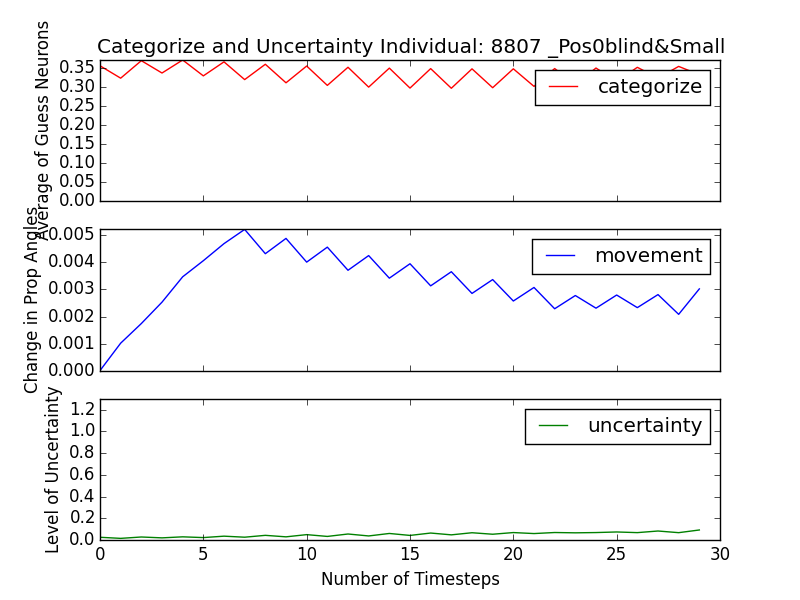 Categorize and Uncertainty Individual: 8807 _Pos0blind&Small
Average of Guess Neurons
0.35
0.30
0.25
0.20
0.15
0.10
0.05
0.00
categorize
Change in Prop Angles
0.005
0.004
0.003
0.002
0.001
0.000
movement
Level of Uncertainty
1.2
1.0
0.8
0.6
0.4
0.2
0.0
uncertainty
0 5 10 15 20 25 30
Number of Timesteps